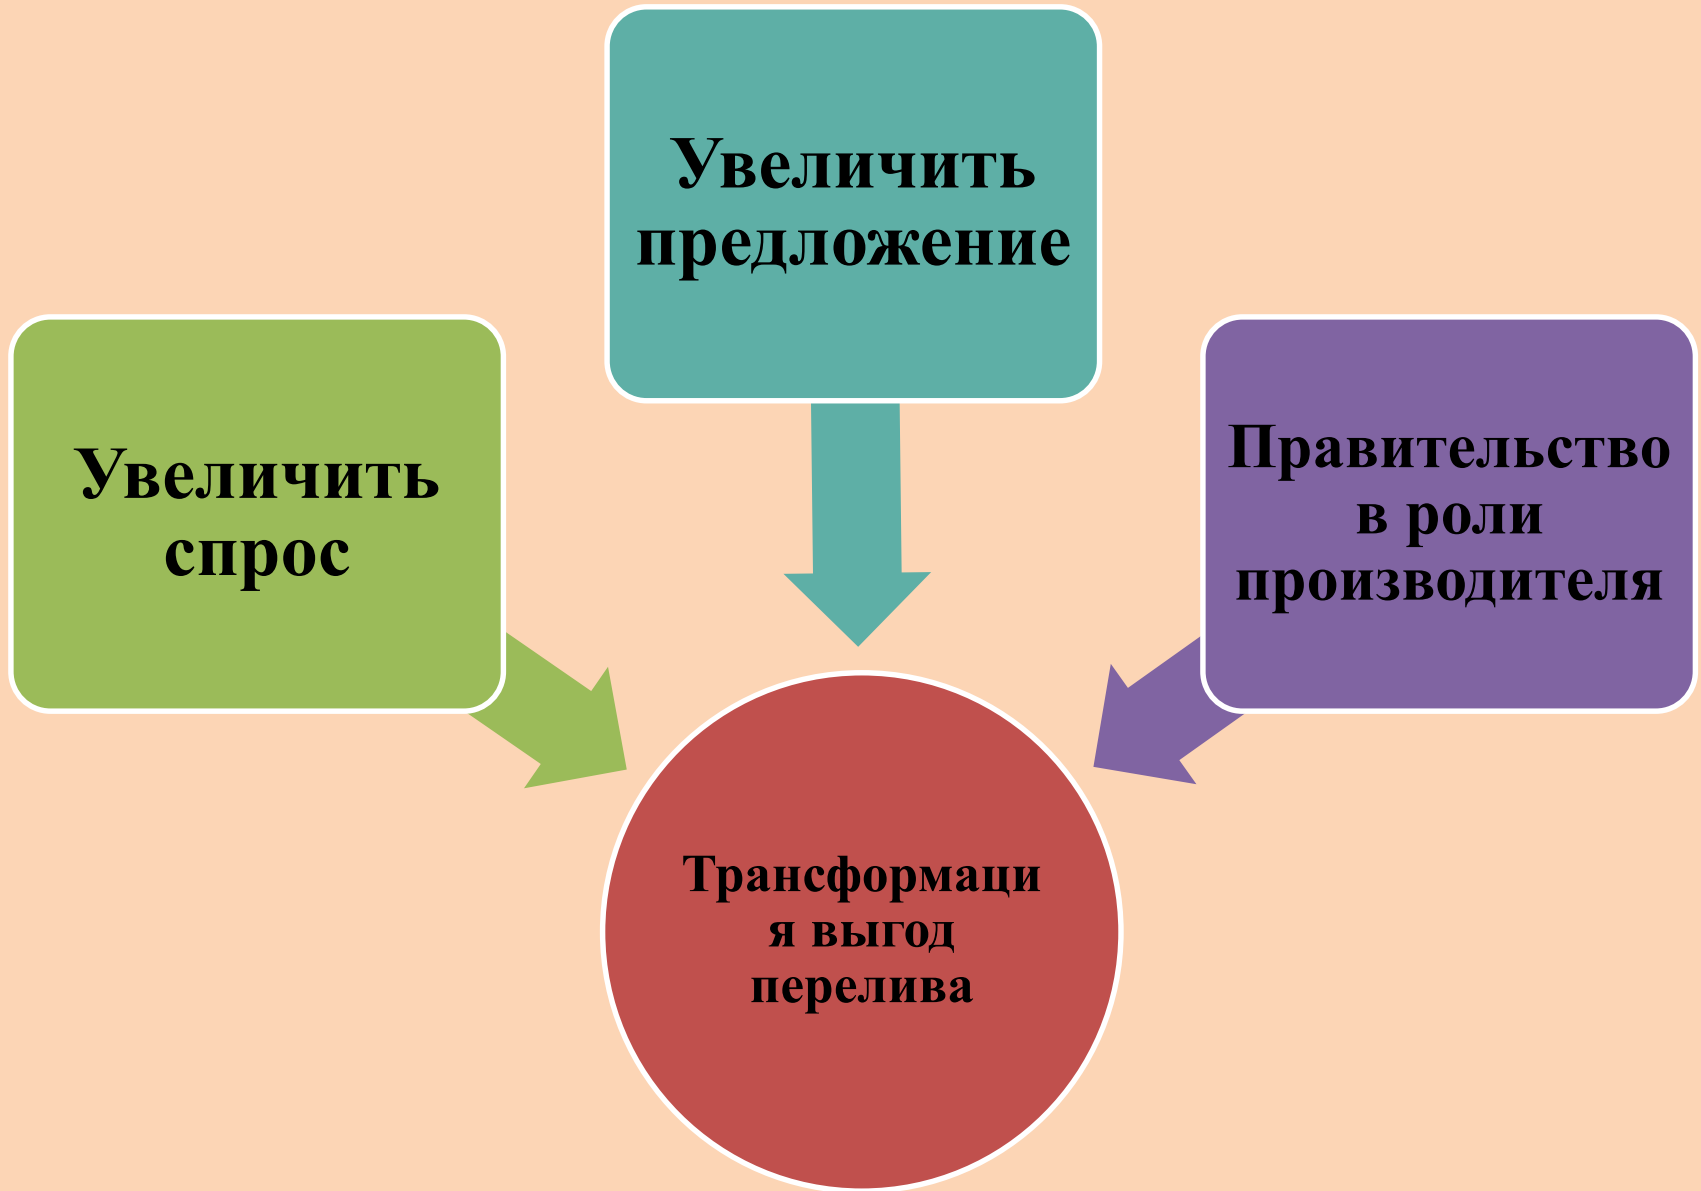 Увеличить
предложение
Увеличить
спрос
Правительство
в роли
производителя
Трансформаци
я выгод
перелива